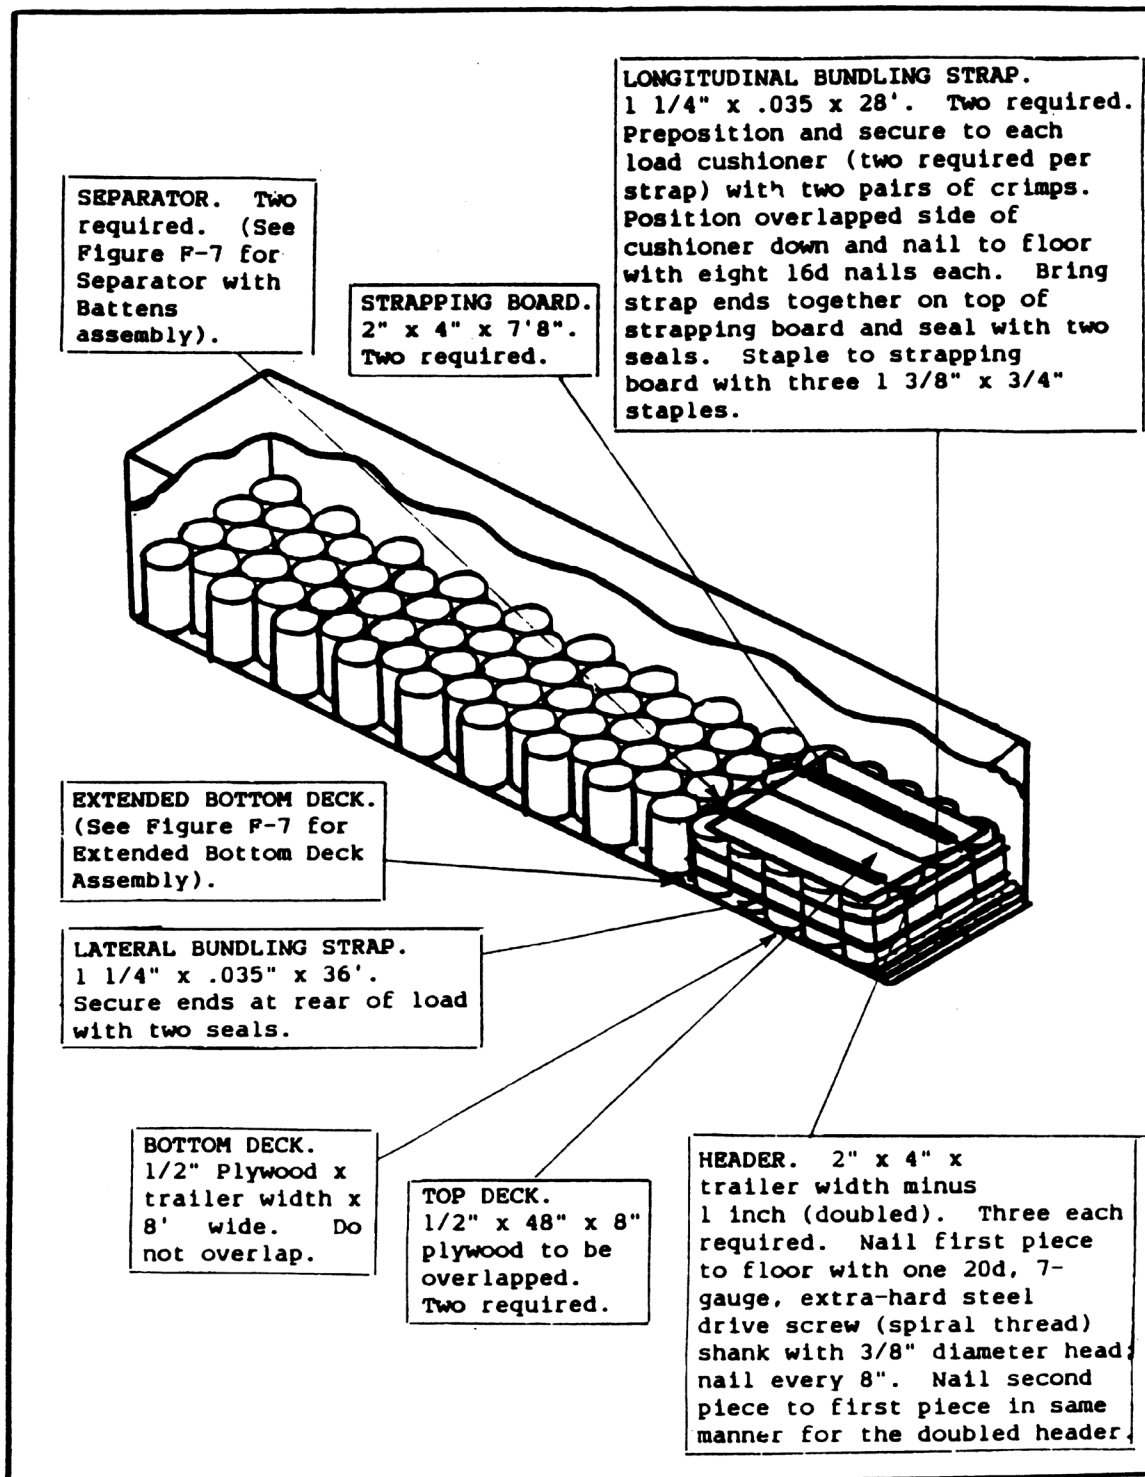 LONGITUDINAL BUNDLING STRAP.
1 1/4" x .035 x 28'. Two required.
Preposition and secure to each
load cushioner (two required per
strap) with two pairs of crimps.
Position overlapped side of
cushioner down and nail to floor
with eight 16d nails each. Bring
strap ends together on top of
strapping board and seal with two
seals. Staple to strapping
board with three 1 3/8" x 3/4"
staples.
SEPARATOR. Two
required. (See
Figure F-7 for
Separator with
Battens
assembly).
STRAPPING BOARD.
2" x 4" x 7'8".
Two required.
EXTENDED BOTTOM DECK.
(See Figure F-7 for
Extended Bottom Deck
Assembly).
LATERAL BUNDLING STRAP.
1 1/4" x .035" x 36'.
Secure ends at rear of load
with two seals.
BOTTOM DECK.
1/2" Plywood x
trailer width x
8' wide. Do
not overlap.
TOP DECK.
1/2" x 48" x 8"
plywood to be
overlapped.
Two required.
HEADER. 2" x 4" x
trailer width minus
1 inch (doubled). Three each
required. Nail first piece
to floor with one 20d, 7-
gauge, extra-hard steel
drive screw (spiral thread)
shank with 3/8" diameter head;
nail every 8". Nail second
piece to first piece in same
manner for the doubled header.